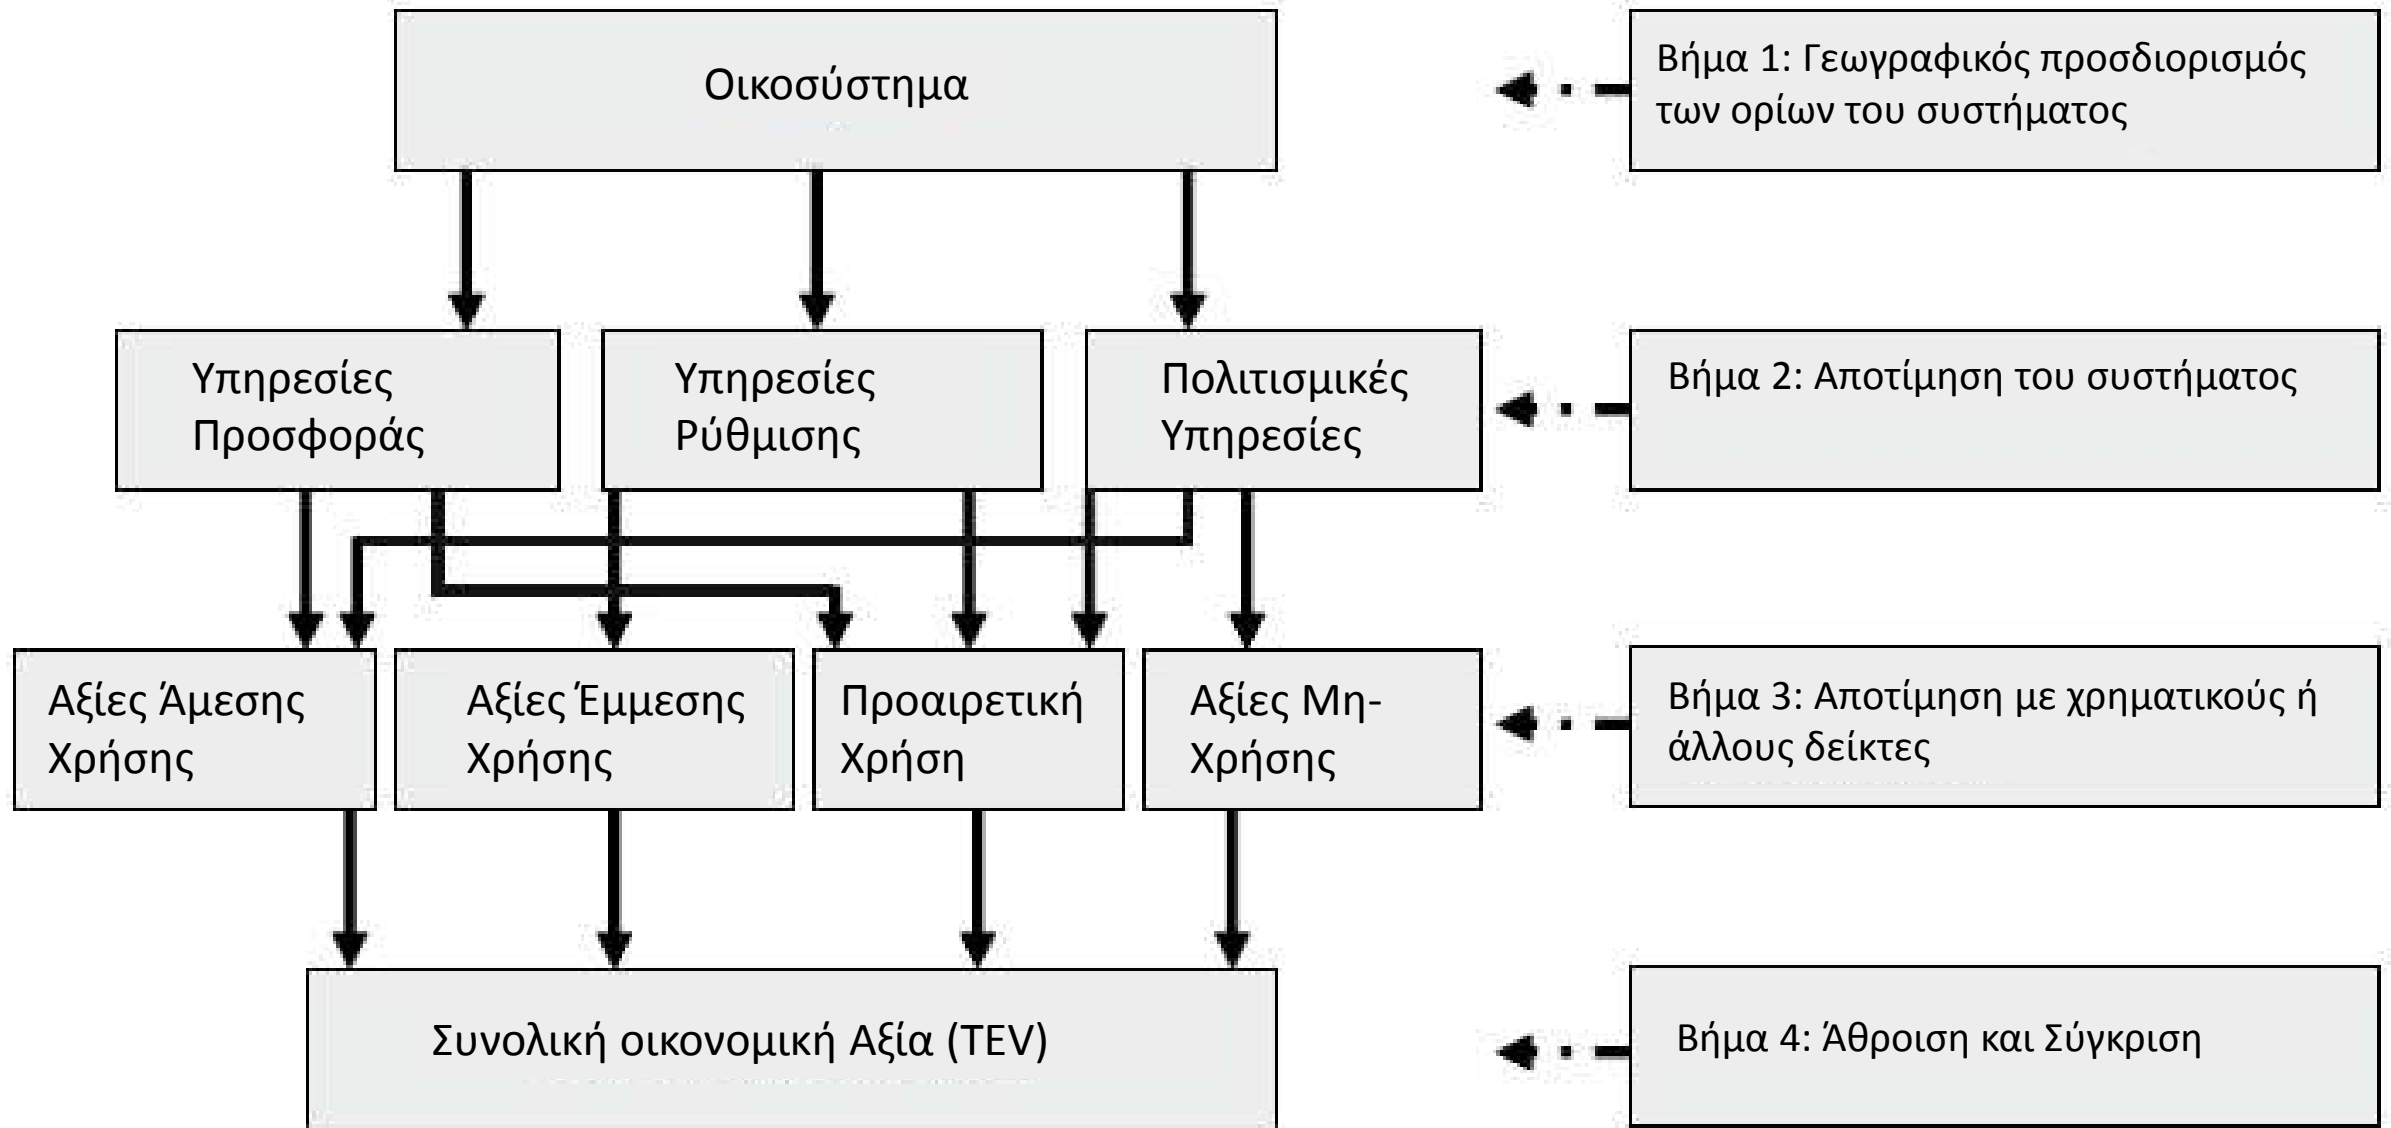 Οικοσύστημα
Βήμα 1: Γεωγραφικός προσδιορισμός
των ορίων του συστήματος
Υπηρεσίες
Προσφοράς
Υπηρεσίες
Ρύθμισης
Πολιτισμικές
Υπηρεσίες
Βήμα 2: Αποτίμηση του συστήματος
Αξίες Άμεσης
Χρήσης
Αξίες Έμμεσης
Χρήσης
Προαιρετική
Χρήση
Αξίες Μη-
Χρήσης
Βήμα 3: Αποτίμηση με χρηματικούς ή
άλλους δείκτες
Συνολική οικονομική Αξία (TEV)
Βήμα 4: Άθροιση και Σύγκριση